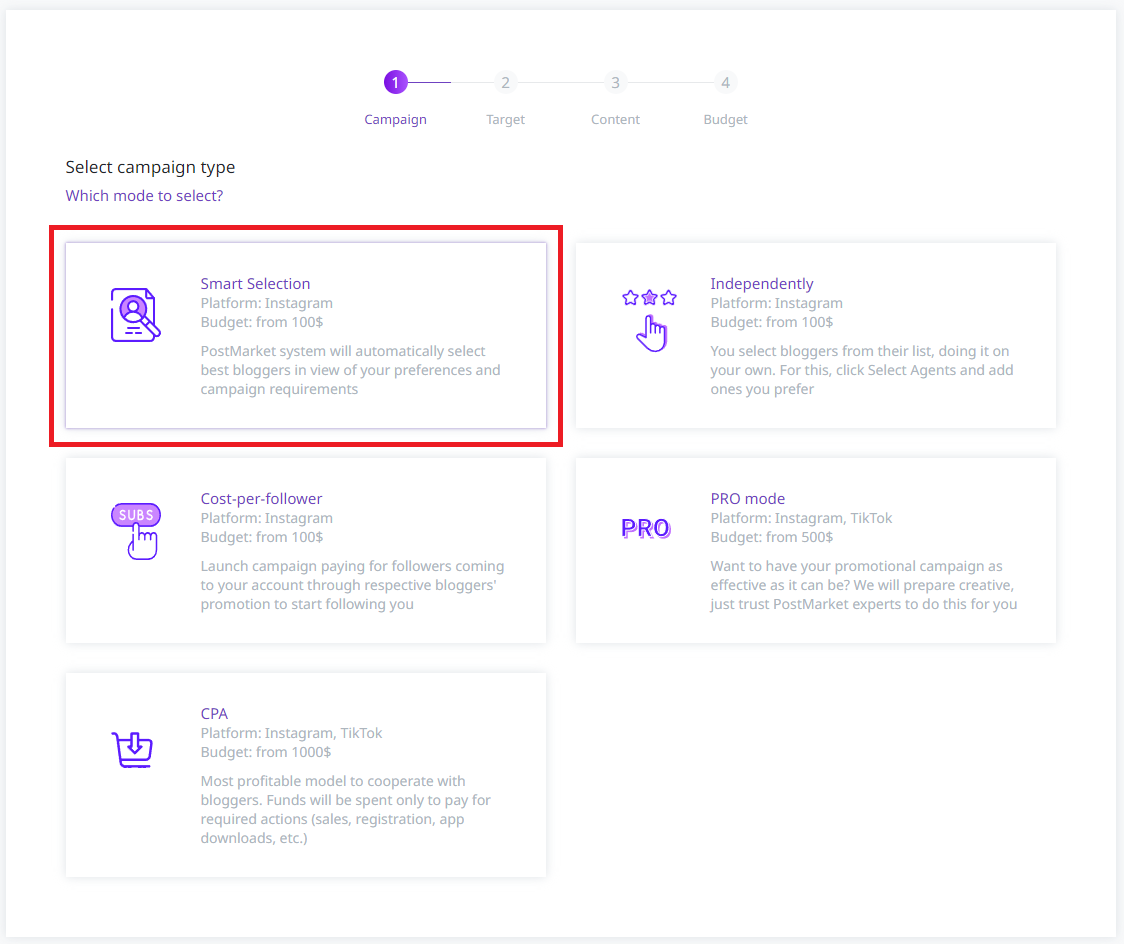 1
2
3
4
Campaign
Target
Content
Budget
Select campaign type
Which mode to select?
Smart Selection
Platform: Instagram
Budget: from 100$
PostMarket system will automatically select
best bloggers in view of your preferences and
campaign requirements
Independently
Platform: Instagram
Budget: from 100$
You select bloggers from their list, doing it on
your own. For this, click Select Agents and add
ones you prefer
SUBS
Cost-per-follower
Platform: Instagram
Budget: from 100$
Launch campaign paying for followers coming
to your account through respective bloggers'
promotion to start following you
PRO
PRO mode
Platform: Instagram, TikTok
Budget: from 500$
Want to have your promotional campaign as
effective as it can be? We will prepare creative,
just trust PostMarket experts to do this for you
CPA
Platform: Instagram, TikTok
Budget: from 1000$
Most profitable model to cooperate with
bloggers. Funds will be spent only to pay for
required actions (sales, registration, app
downloads, etc.)